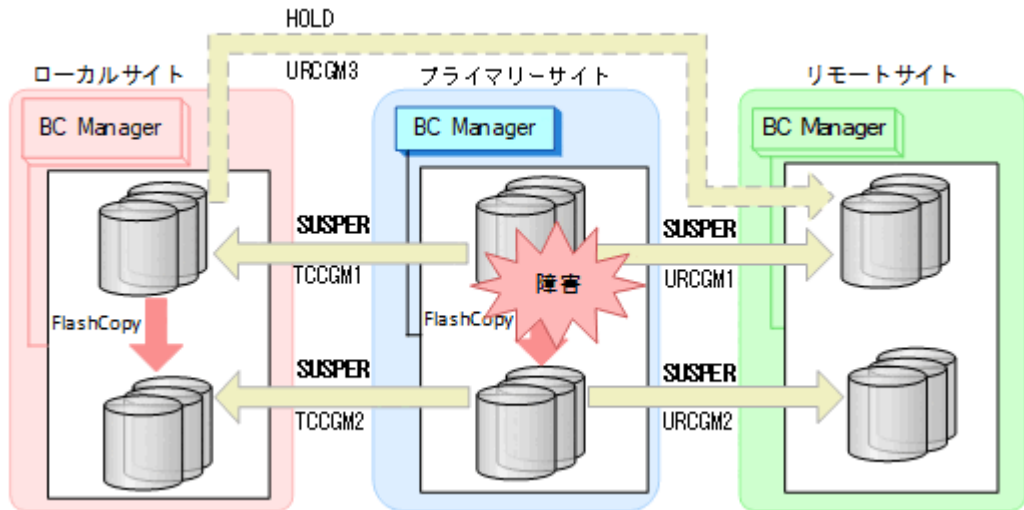 HOLD
URCGM3
ローカルサイト
プライマリーサイト
リモートサイト
BC Manager
BC Manager
BC Manager
SUSPER
SUSPER
TCCGM1
URCGM1
障害
FlashCopy
FlashCopy
SUSPER
SUSPER
TCCGM2
URCGM2